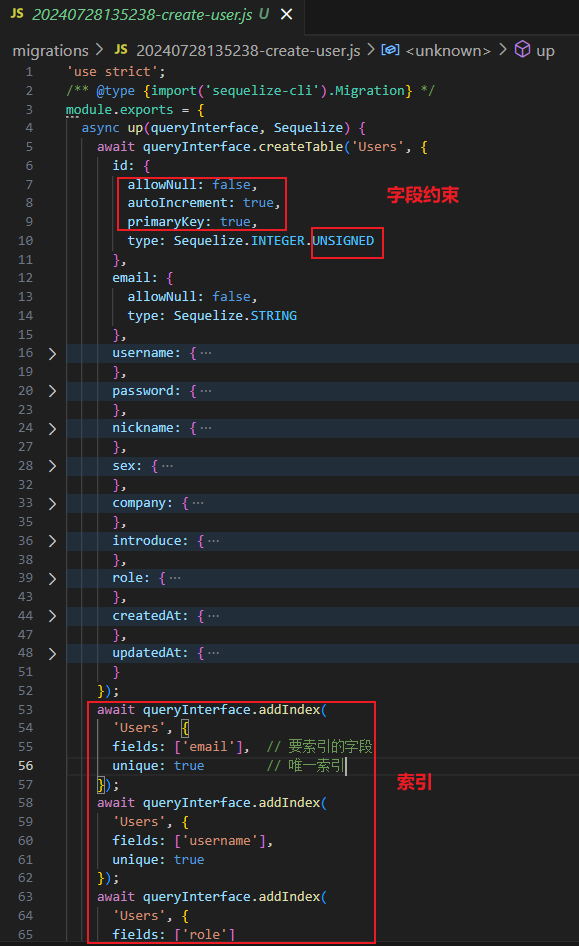 JS 20240728135238-create-user.js U ×
migrations > JS 20240728135238-create-user.js > <unknown> > up
1 'use strict';
2 /** @type {import('sequelize-cli').Migration} */
3 module.exports = {
4 async up(queryInterface, Sequelize) {
5 await queryInterface.createTable('Users', {
6 id: {
7 allowNull: false,
字段约束
8 autoIncrement: true,
9 primaryKey: true,
10 type: Sequelize.INTEGER.UNSIGNED
11 },
12 email: {
13 allowNull: false,
14 type: Sequelize.STRING
15 },
16 username: { ···
19 },
20 password: { ···
23 },
24 nickname: { ···
27 },
28 sex: { ···
32 },
33 company: { ···
35 },
36 introduce: { ···
38 },
39 role: { ···
43 },
44 createdAt: { ···
47 },
48 updatedAt: { ···
51 }
52 });
53 await queryInterface.addIndex(
54 'Users', {
55 fields: ['email'], // 要索引的字段
56 unique: true // 唯一索引
57 });
索引
58 await queryInterface.addIndex(
59 'Users', {
60 fields: ['username'],
61 unique: true
62 });
63 await queryInterface.addIndex(
64 'Users', {
65 fields: ['role']